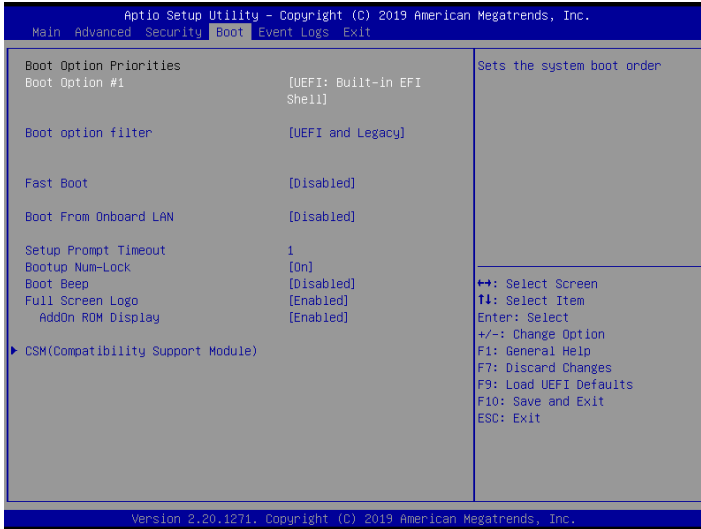 Aptio Setup Utility – Copyright (C) 2019 American Megatrends, Inc.
Main Advanced Security Boot Event Logs Exit
Boot Option Priorities
Boot Option #1 [UEFI: Built-in EFI
Shell]
Boot option filter [UEFI and Legacy]
Fast Boot [Disabled]
Boot From Onboard LAN [Disabled]
Setup Prompt Timeout 1
Bootup Num-Lock [On]
Boot Beep [Disabled]
Full Screen Logo [Enabled]
AddOn ROM Display [Enabled]
CSM(Compatibility Support Module)
Sets the system boot order
↔: Select Screen
↑↓: Select Item
Enter: Select
+/-: Change Option
F1: General Help
F7: Discard Changes
F9: Load UEFI Defaults
F10: Save and Exit
ESC: Exit
Version 2.20.1271. Copyright (C) 2019 American Megatrends, Inc.